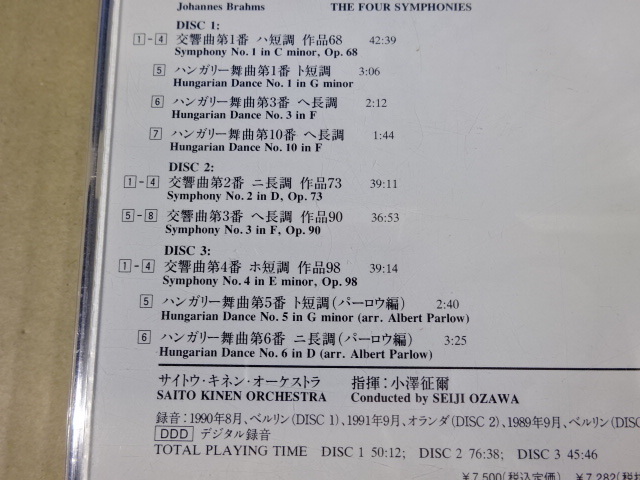 Johannes Brahms THE FOUR SYMPHONIES
DISC 1:
1-4 交響曲第1番 ハ短調 作品68 42:39
Symphony No. 1 in C minor, Op. 68
5 ハンガリー舞曲第1番 ト短調 3:06
Hungarian Dance No. 1 in G minor
6 ハンガリー舞曲第3番 ヘ長調 2:12
Hungarian Dance No. 3 in F
7 ハンガリー舞曲第10番 ヘ長調 1:44
Hungarian Dance No. 10 in F
DISC 2:
1-4 交響曲第2番 ニ長調 作品73 39:11
Symphony No. 2 in D, Op. 73
5-8 交響曲第3番 ヘ長調 作品90 36:53
Symphony No. 3 in F, Op. 90
DISC 3:
1-4 交響曲第4番 ホ短調 作品98 39:14
Symphony No. 4 in E minor, Op. 98
5 ハンガリー舞曲第5番 ト短調(パーロウ編) 2:40
Hungarian Dance No. 5 in G minor (arr. Albert Parlow)
6 ハンガリー舞曲第6番 ニ長調(パーロウ編) 3:25
Hungarian Dance No. 6 in D (arr. Albert Parlow)
サイトウ・キネン・オーケストラ 指揮:小澤征爾
SAITO KINEN ORCHESTRA Conducted by SEIJI OZAWA
録音:1990年8月、ベルリン(DISC 1)、1991年9月、オランダ(DISC 2)、1989年9月、ベルリン(DISC
DDD デジタル録音
TOTAL PLAYING TIME DISC 1 50:12; DISC 2 76:38; DISC 3 45:46
¥7,500(税込定価) ¥7,282(税